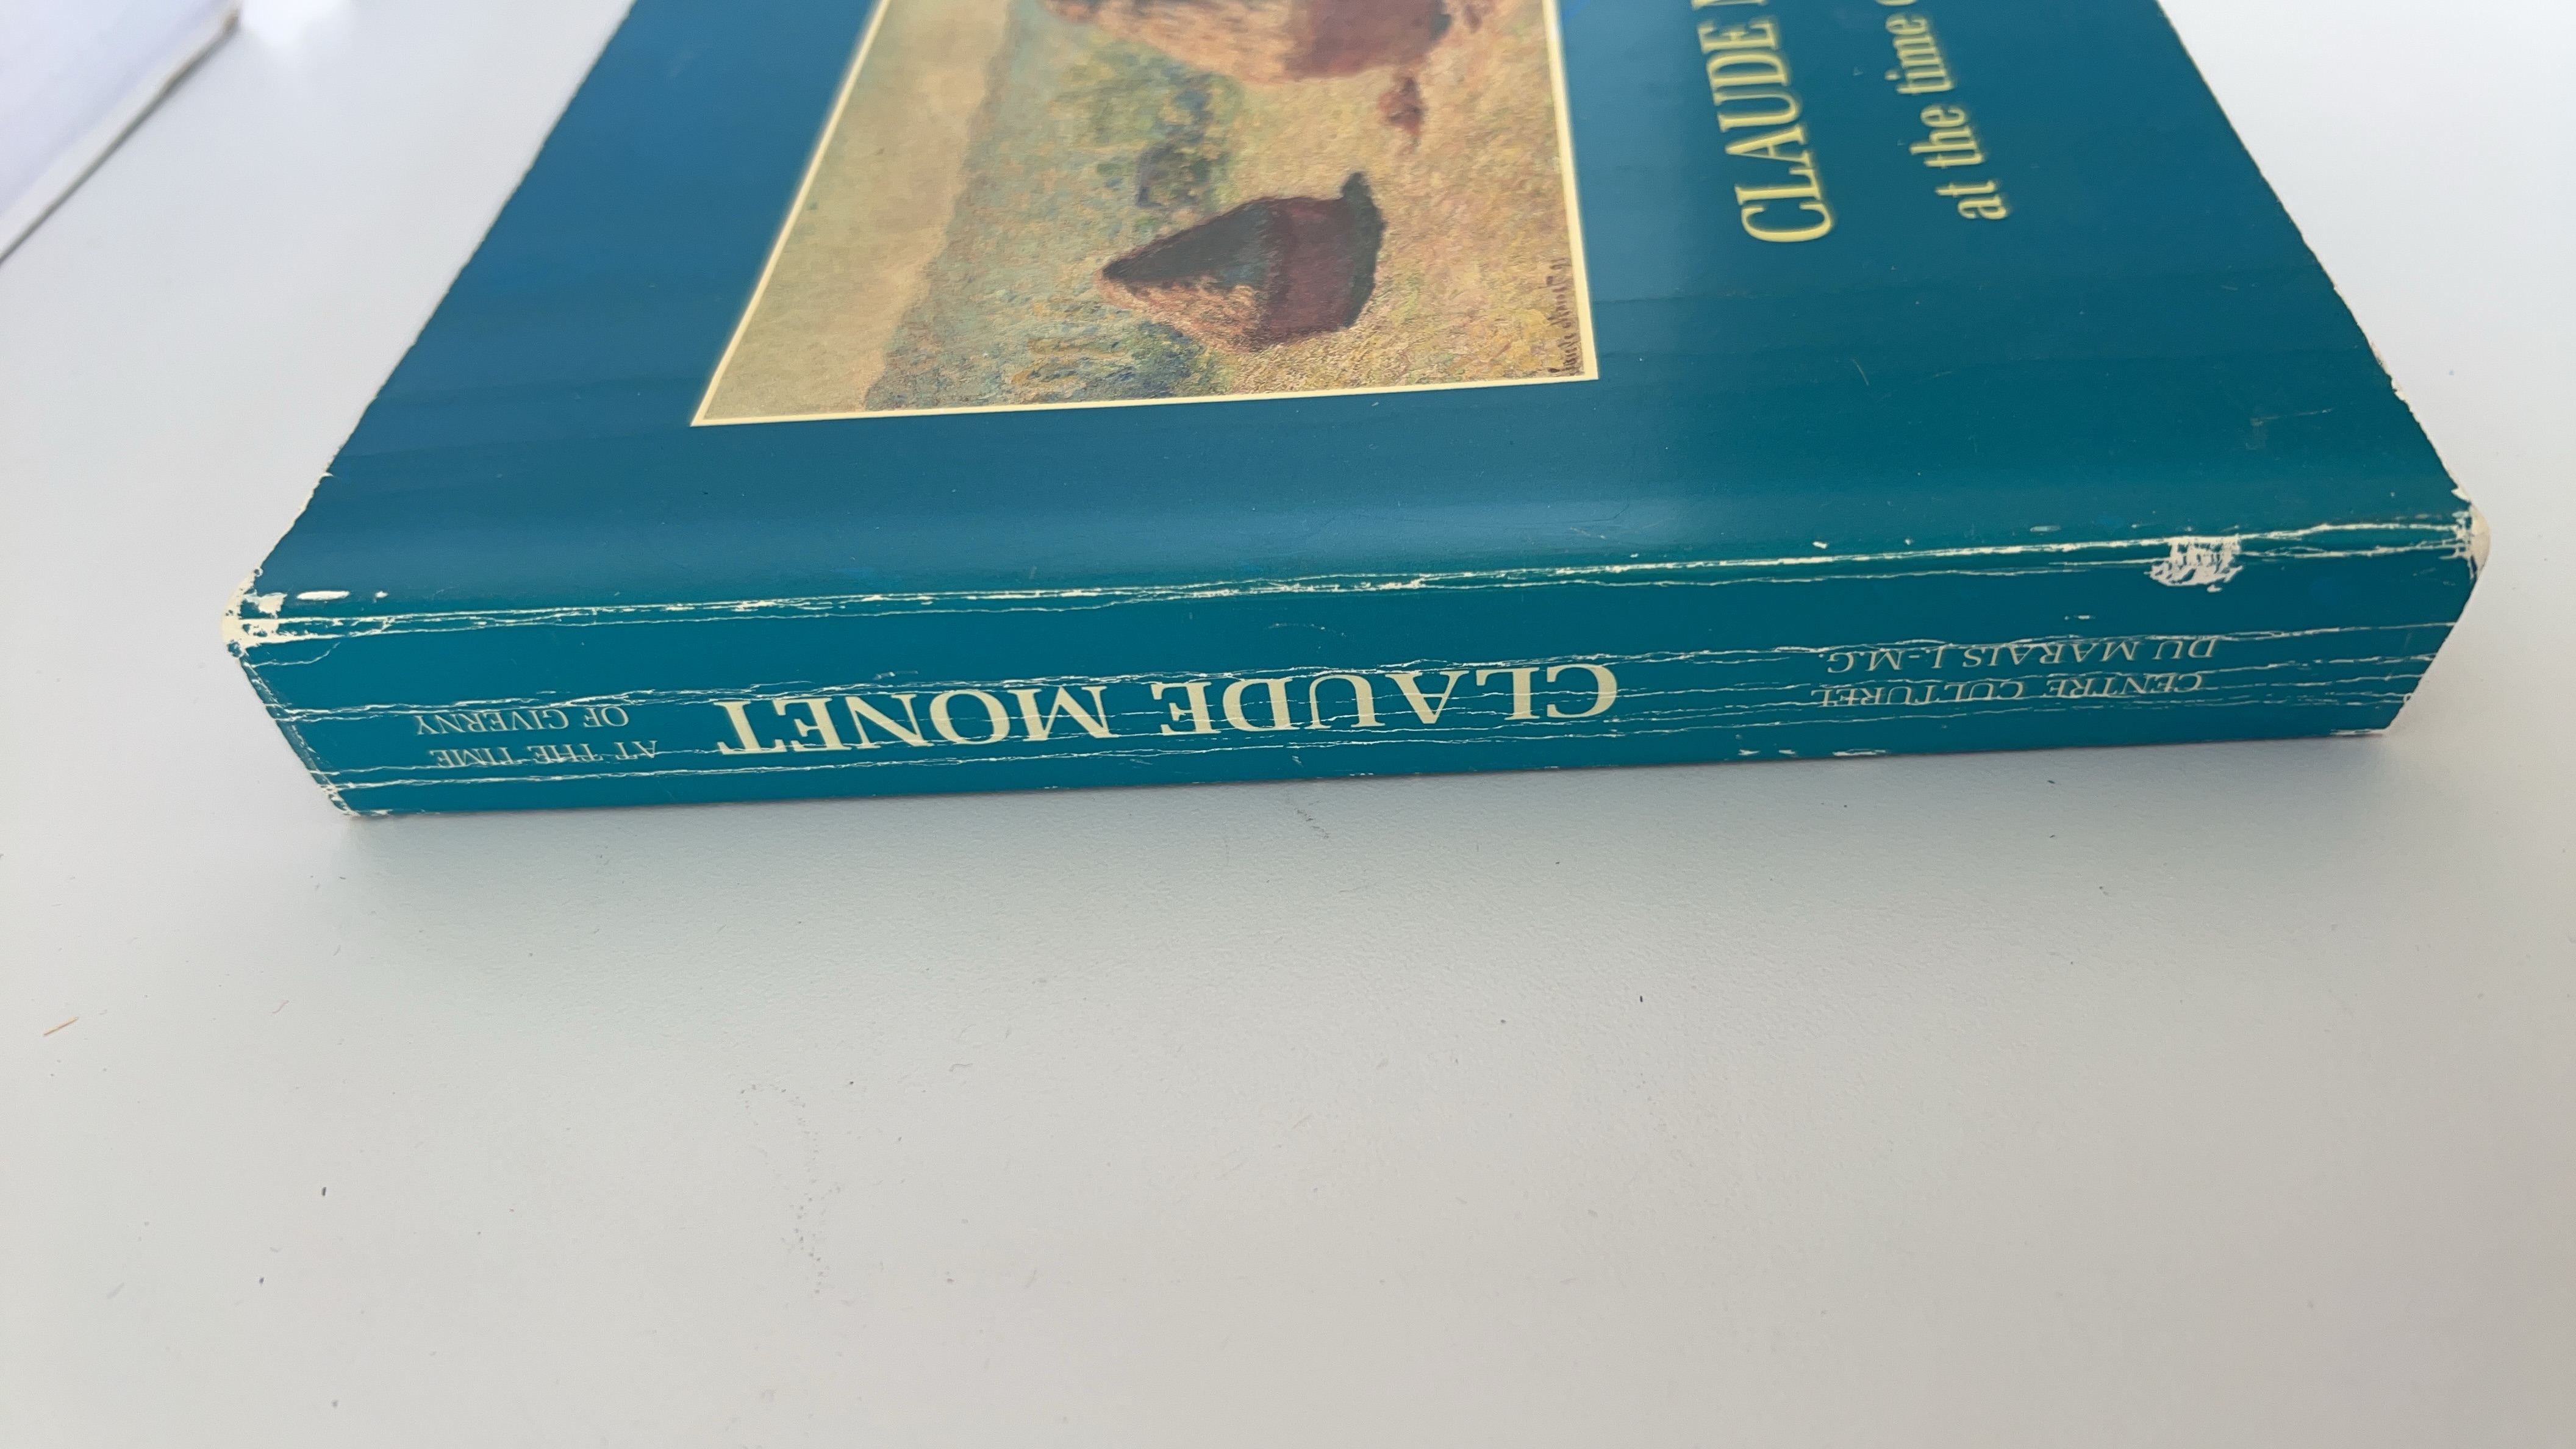 CLAUDE
at the time
CENTRE CULTUREL
DU MARAIS J.-M.G.
CLAUDE MONET
AT THE TIME
OF GIVERNY